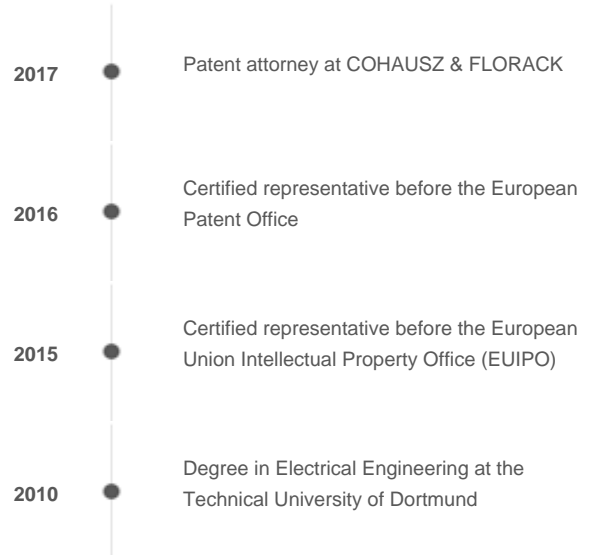 2017
Patent attorney at COHAUSZ & FLORACK
2016
Certified representative before the European
Patent Office
2015
Certified representative before the European
Union Intellectual Property Office (EUIPO)
2010
Degree in Electrical Engineering at the
Technical University of Dortmund